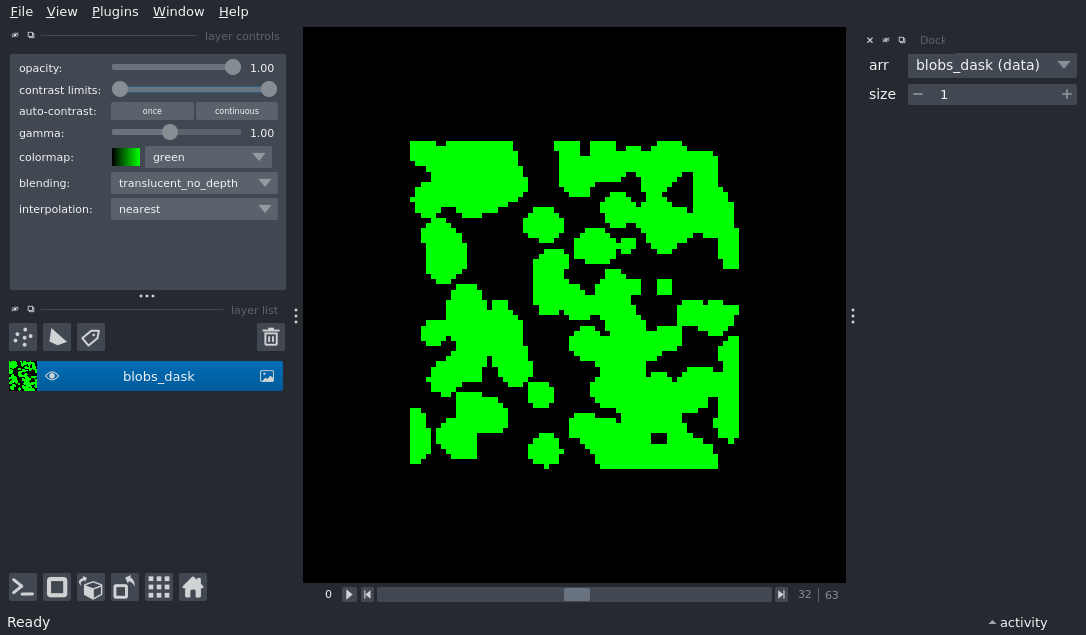 File View Plugins Window Help
layer controls
opacity: 1.00
contrast limits:
auto-contrast: once continuous
gamma: 1.00
colormap: green
blending: translucent_no_depth
interpolation: nearest
layer list
blobs_dask
0 32 63
Ready
activity
arr blobs_dask (data)
size 1